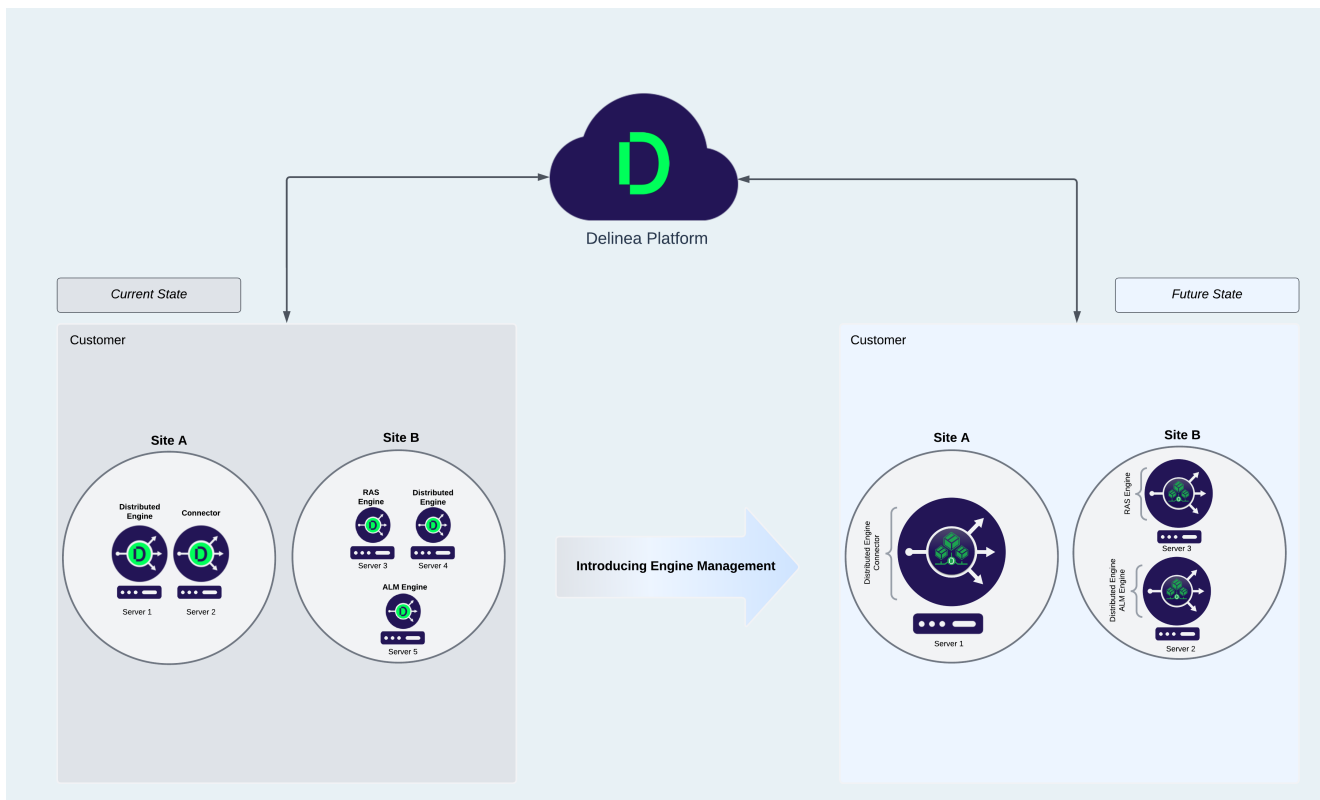 D
Delinea Platform
Current State
Future State
Customer
Site A
Distributed
Engine
D
Server 1
Connector
D
Server 2
Site B
RAS
Engine
D
Server 3
Distributed
Engine
D
Server 4
ALM Engine
D
Server 5
Introducing Engine Management
Customer
Site A
Distributed Engine
Connector
Server 1
Site B
RAS Engine
Server 3
Distributed Engine
ALM Engine
Server 2